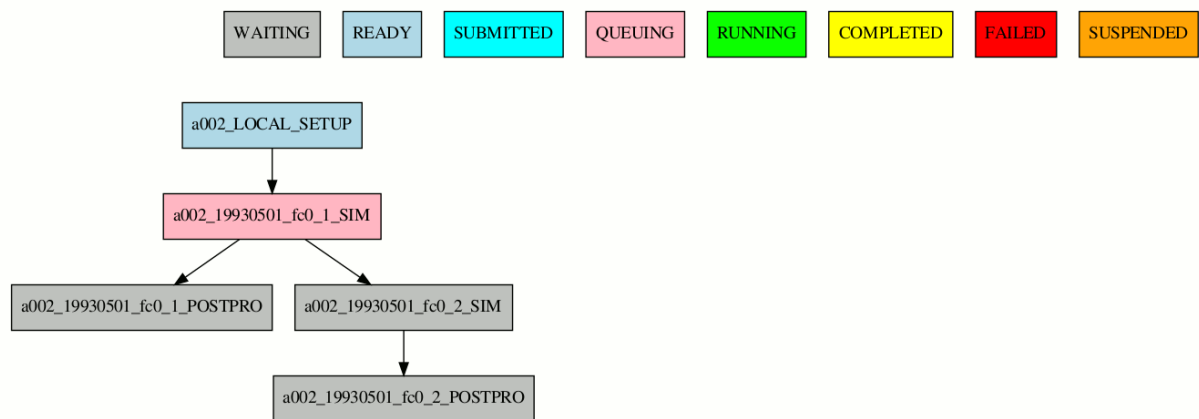 WAITING READY SUBMITTED QUEUING RUNNING COMPLETED FAILED SUSPENDED
a002_LOCAL_SETUP
a002_19930501_fc0_1_SIM
a002_19930501_fc0_1_POSTPRO a002_19930501_fc0_2_SIM
a002_19930501_fc0_2_POSTPRO